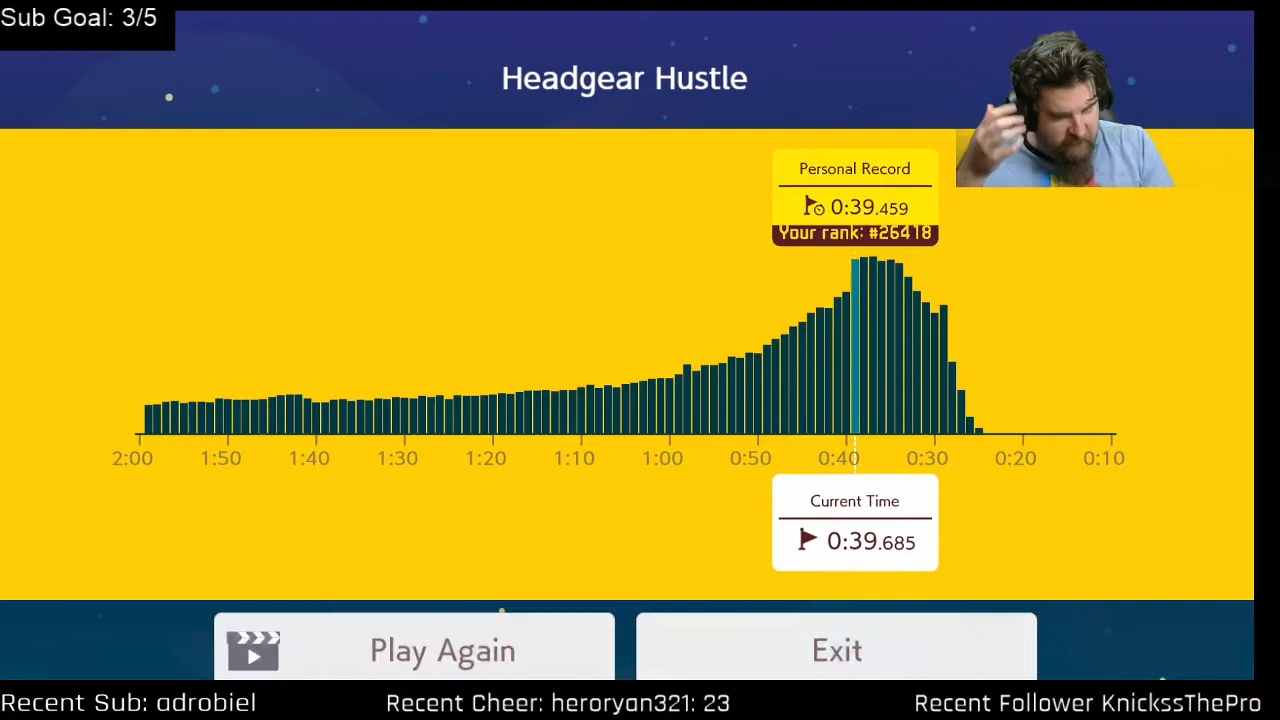 Sub Goal: 3/5
Headgear Hustle
Personal Record
0:39.459
Your rank: #26418
2:00 1:50 1:40 1:30 1:20 1:10 1:00 0:50 0:40 0:30 0:20 0:10
Current Time
0:39.685
Play Again Exit
Recent Sub: adrobiel Recent Cheer: heroryan321: 23 Recent Follower KnickssThePro